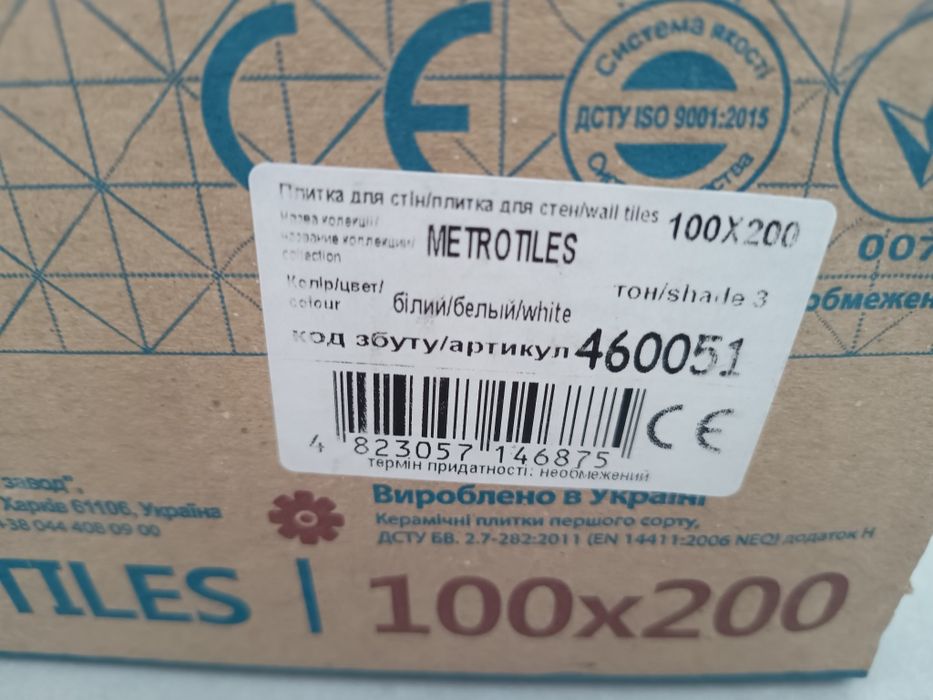 CE
Система якості
ДСТУ ISO 9001:2015
007
обмежен
Плитка для стін/плитка для стен/wall tiles 100X200
Назва колекції/
название коллекции/
collection
METROTILES
Колір/цвет/
colour
білий/белый/white
тон/shade 3
код збуту/артикул 460051
4 823057 146875
CE
термін придатності: необмежений
завод",
Харків 61106, Україна
+38 044 408 09 00
Вироблено в Україні
Керамічні плитки першого сорту,
ДСТУ БВ. 2.7-282:2011 (EN 14411:2006 NEQ) додаток Н
TILES | 100x200